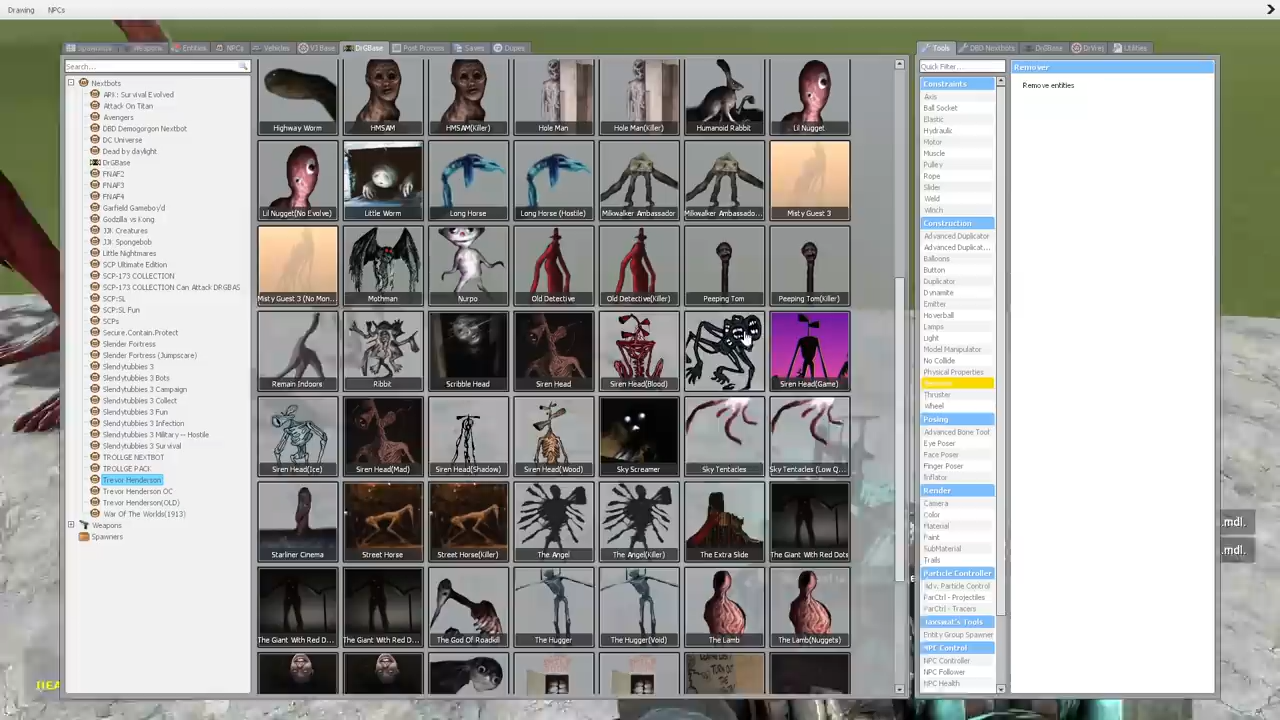 Drawing NPCs
Weapons Entities NPCs Vehicles VJ Base DrGBase Post Process Saves Dupes
Search...
Nextbots
ARK: Survival Evolved
Attack On Titan
Avengers
DBD Demogorgon Nextbot
DC Universe
Dead by daylight
DrGBase
FNAF2
FNAF3
FNAF4
Garfield Gameboy'd
Godzilla vs Kong
JJK Creatures
JJK Spongebob
Little Nightmares
SCP Ultimate Edition
SCP-173 COLLECTION
SCP-173 COLLECTION Can Attack DRGBAS
SCP:SL
SCP:SL Fun
SCPs
Secure.Contain.Protect
Slender Fortress
Slender Fortress (Jumpscare)
Slendytubbies 3
Slendytubbies 3 Bots
Slendytubbies 3 Campaign
Slendytubbies 3 Collect
Slendytubbies 3 Fun
Slendytubbies 3 Infection
Slendytubbies 3 Military -- Hostile
Slendytubbies 3 Survival
TROLLGE NEXTBOT
TROLLGE PACK
Trevor Henderson
Trevor Henderson OC
Trevor Henderson(OLD)
War Of The Worlds(1913)
Weapons
Spawners
Highway Worm HMSAM HMSAM(Killer) Hole Man Hole Man(Killer) Humanoid Rabbit Lil Nugget
Lil Nugget(No Evolve) Little Worm Long Horse Long Horse (Hostile) Milkwalker Ambassador Milkwalker Ambassado... Misty Guest 3
Misty Guest 3 (No Mon... Mothman Nurpo Old Detective Old Detective(Killer) Peeping Tom Peeping Tom(Killer)
Remain Indoors Ribbit Scribble Head Siren Head Siren Head(Blood) Siren Head(Game)
Siren Head(Ice) Siren Head(Mad) Siren Head(Shadow) Siren Head(Wood) Sky Screamer Sky Tentacles Sky Tentacles (Low Q...
Starliner Cinema Street Horse Street Horse(Killer) The Angel The Angel(Killer) The Extra Slide The Giant With Red Dots
The Giant With Red D... The Giant With Red D... The God Of Roadkill The Hugger The Hugger(Void) The Lamb The Lamb(Nuggets)
Tools DBD Nextbots DrGBase DrVrej Utilities
Quick Filter...
Constraints
Axis
Ball Socket
Elastic
Hydraulic
Motor
Muscle
Pulley
Rope
Slider
Weld
Winch
Construction
Advanced Duplicator
Advanced Duplicat...
Balloons
Button
Duplicator
Dynamite
Emitter
Hoverball
Lamps
Light
Model Manipulator
No Collide
Physical Properties
Remover
Thruster
Wheel
Posing
Advanced Bone Tool
Eye Poser
Face Poser
Finger Poser
Inflator
Render
Camera
Color
Material
Paint
SubMaterial
Trails
Particle Controller
Adv. Particle Control
ParCtrl - Projectiles
ParCtrl - Tracers
Entity Group Spawner
NPC Control
NPC Controller
NPC Follower
NPC Health
Remover
Remove entities
.mdl.
.mdl.